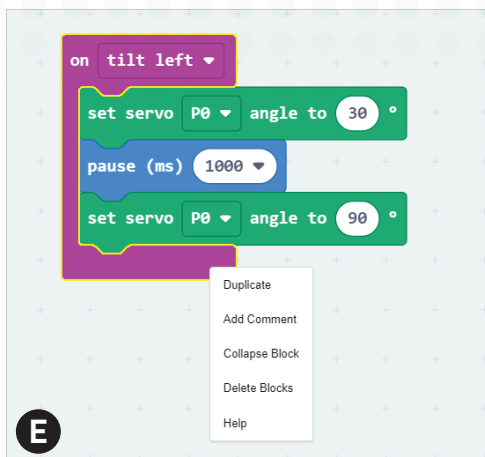 on tilt left
set servo P0 angle to 30 °
pause (ms) 1000
set servo P0 angle to 90 °
Duplicate
Add Comment
Collapse Block
Delete Blocks
Help
E